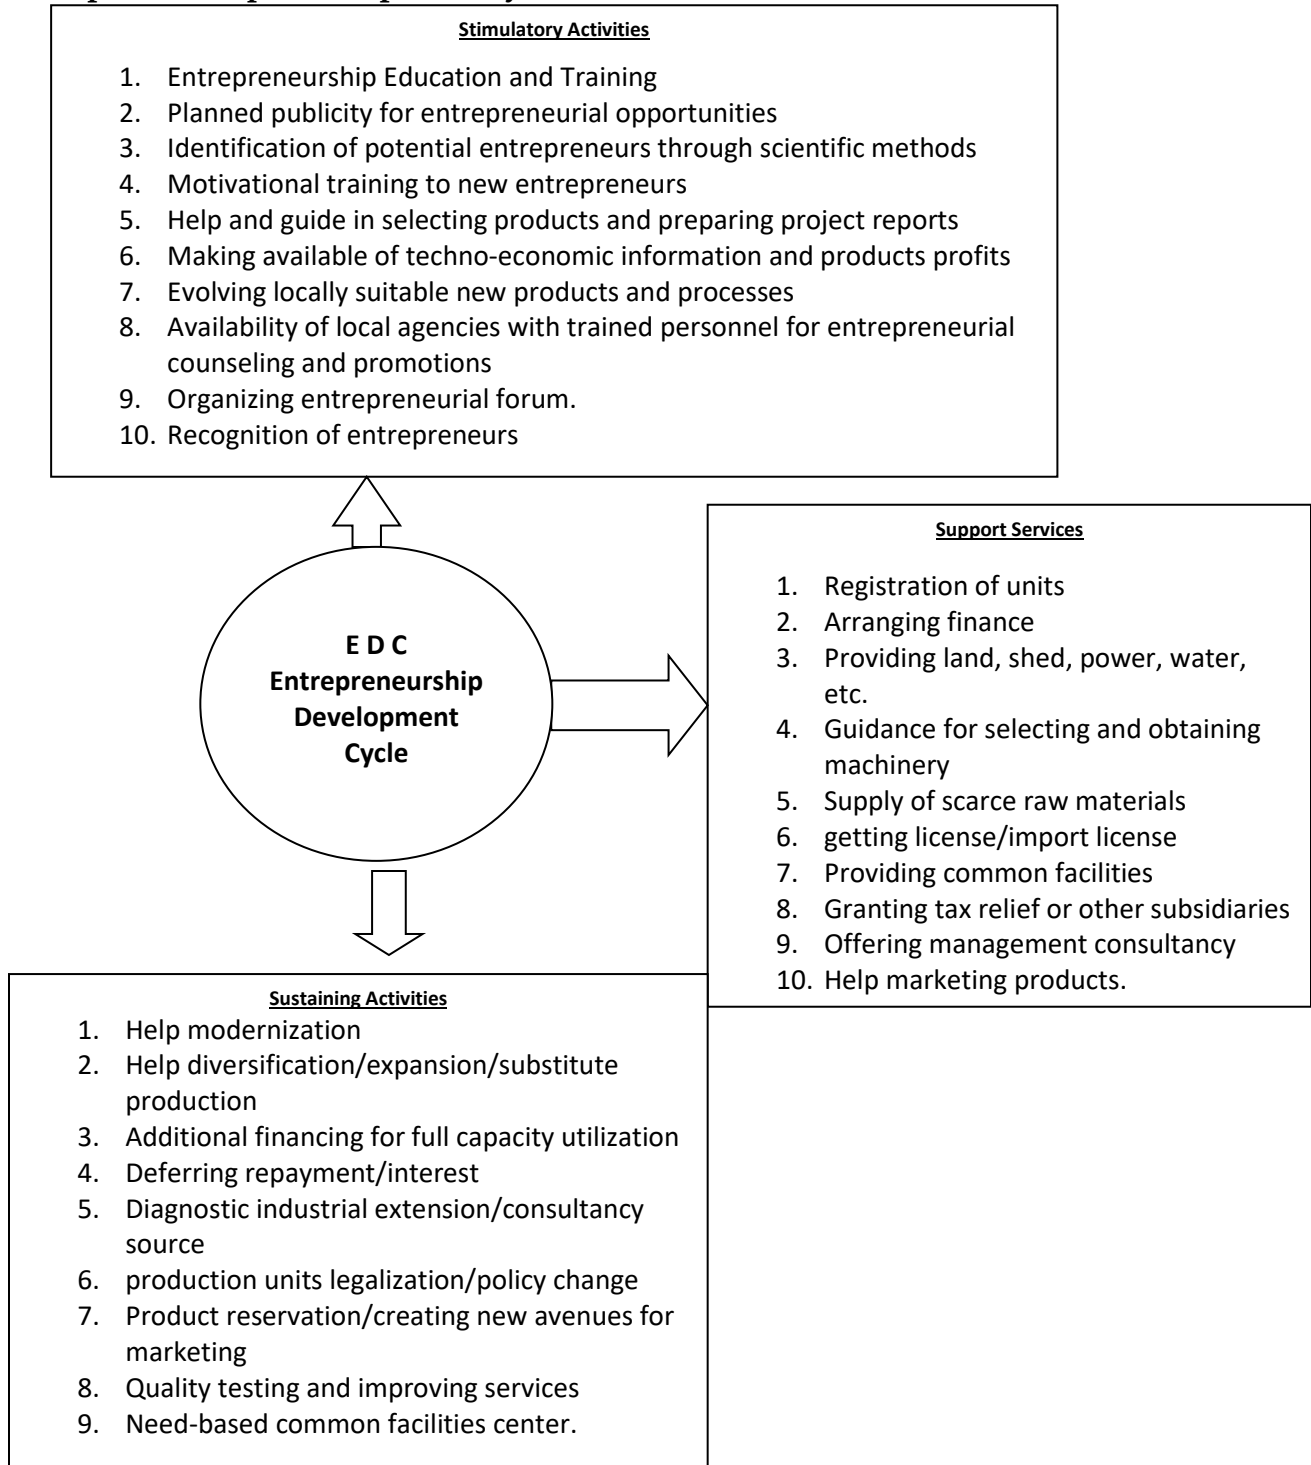 Stimulatory Activities
1. Entrepreneurship Education and Training
2. Planned publicity for entrepreneurial opportunities
3. Identification of potential entrepreneurs through scientific methods
4. Motivational training to new entrepreneurs
5. Help and guide in selecting products and preparing project reports
6. Making available of techno-economic information and products profits
7. Evolving locally suitable new products and processes
8. Availability of local agencies with trained personnel for entrepreneurial
counseling and promotions
9. Organizing entrepreneurial forum.
10. Recognition of entrepreneurs
E D C
Entrepreneurship
Development
Cycle
Support Services
1. Registration of units
2. Arranging finance
3. Providing land, shed, power, water,
etc.
4. Guidance for selecting and obtaining
machinery
5. Supply of scarce raw materials
6. getting license/import license
7. Providing common facilities
8. Granting tax relief or other subsidiaries
9. Offering management consultancy
10. Help marketing products.
Sustaining Activities
1. Help modernization
2. Help diversification/expansion/substitute
production
3. Additional financing for full capacity utilization
4. Deferring repayment/interest
5. Diagnostic industrial extension/consultancy
source
6. production units legalization/policy change
7. Product reservation/creating new avenues for
marketing
8. Quality testing and improving services
9. Need-based common facilities center.